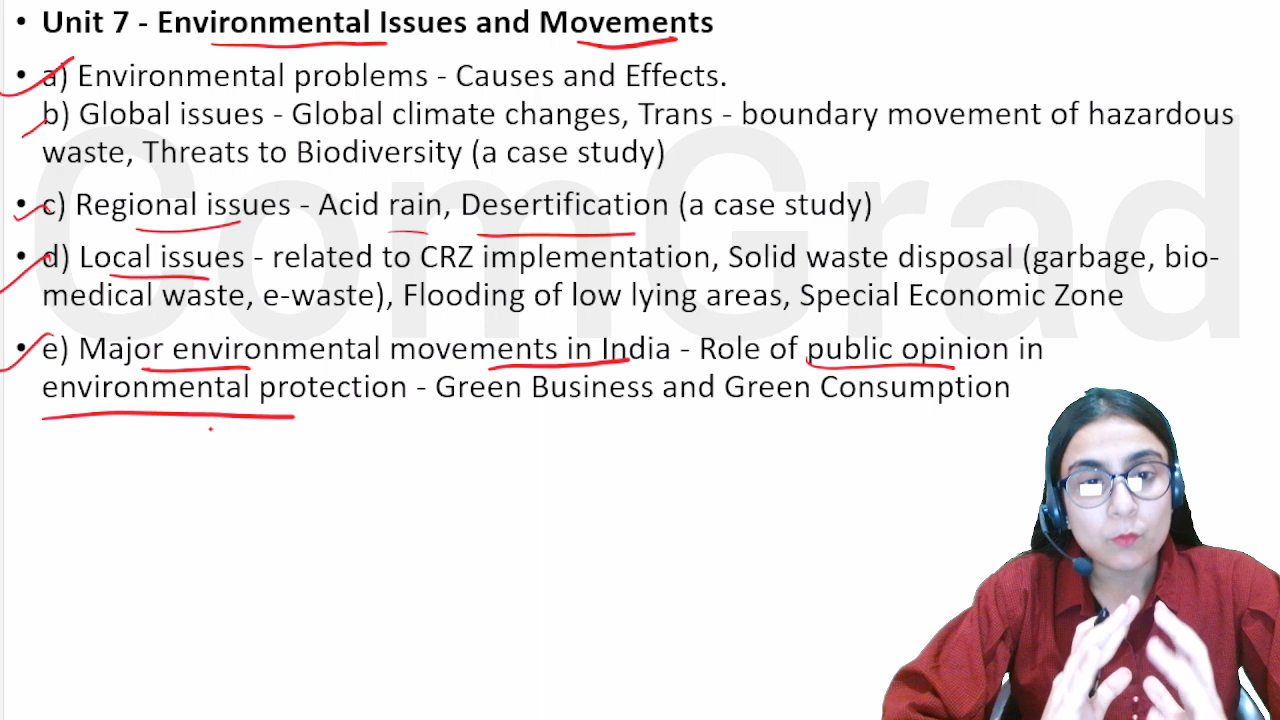 • Unit 7 - Environmental Issues and Movements
• a) Environmental problems - Causes and Effects.
b) Global issues - Global climate changes, Trans - boundary movement of hazardous
waste, Threats to Biodiversity (a case study)
• c) Regional issues - Acid rain, Desertification (a case study)
• d) Local issues - related to CRZ implementation, Solid waste disposal (garbage, bio-
medical waste, e-waste), Flooding of low lying areas, Special Economic Zone
• e) Major environmental movements in India - Role of public opinion in
environmental protection - Green Business and Green Consumption
ComGrad